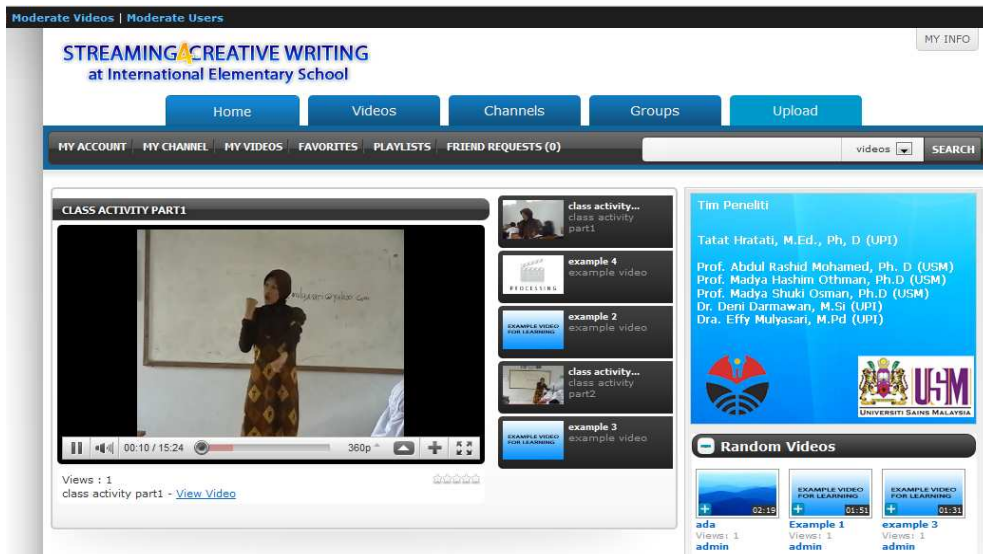 Moderate Videos | Moderate Users
MY INFO
STREAMING4CREATIVE WRITING
at International Elementary School
Home
Videos
Channels
Groups
Upload
MY ACCOUNT
MY CHANNEL
MY VIDEOS
FAVORITES
PLAYLISTS
FRIEND REQUESTS (0)
videos
SEARCH
CLASS ACTIVITY PART1
00:10 / 15:24
360p
Views : 1
class activity part1 - View Video
class activity...
class activity
part1
PROCESSING
example 4
example video
EXAMPLE VIDEO
FOR LEARNING
example 2
example video
class activity...
class activity
part2
EXAMPLE VIDEO
FOR LEARNING
example 3
example video
Tim Peneliti
Tatat Hratati, M.Ed., Ph, D (UPI)
Prof. Abdul Rashid Mohamed, Ph. D (USM)
Prof. Madya Hashim Othman, Ph.D (USM)
Prof. Madya Shuki Osman, Ph.D (USM)
Dr. Deni Darmawan, M.Si (UPI)
Dra. Effy Mulyasari, M.Pd (UPI)
USM
UNIVERSITI SAINS MALAYSIA
Random Videos
02:19
ada
Views: 1
admin
EXAMPLE VIDEO
FOR LEARNING
01:51
Example 1
Views: 1
admin
EXAMPLE VIDEO
FOR LEARNING
01:31
example 3
Views: 1
admin